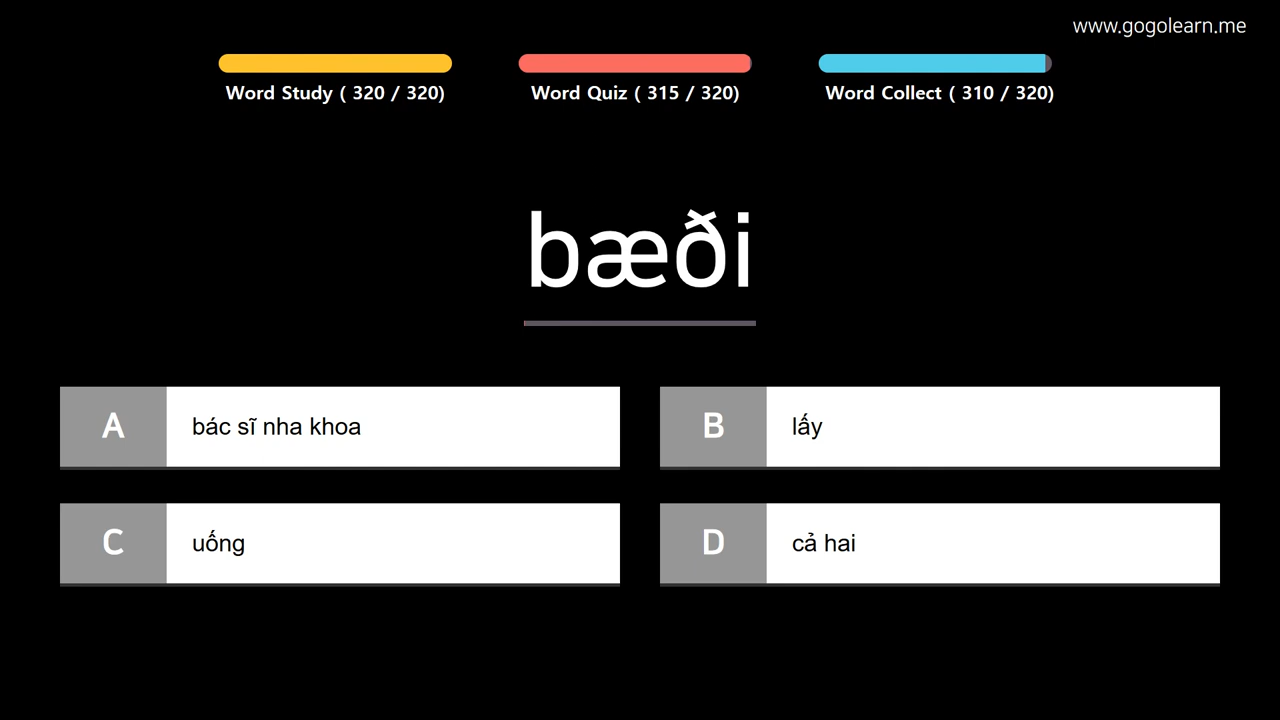 www.gogolearn.me
Word Study ( 320 / 320)
Word Quiz ( 315 / 320)
Word Collect ( 310 / 320)
bæði
A
bác sĩ nha khoa
B
lấy
C
uống
D
cả hai